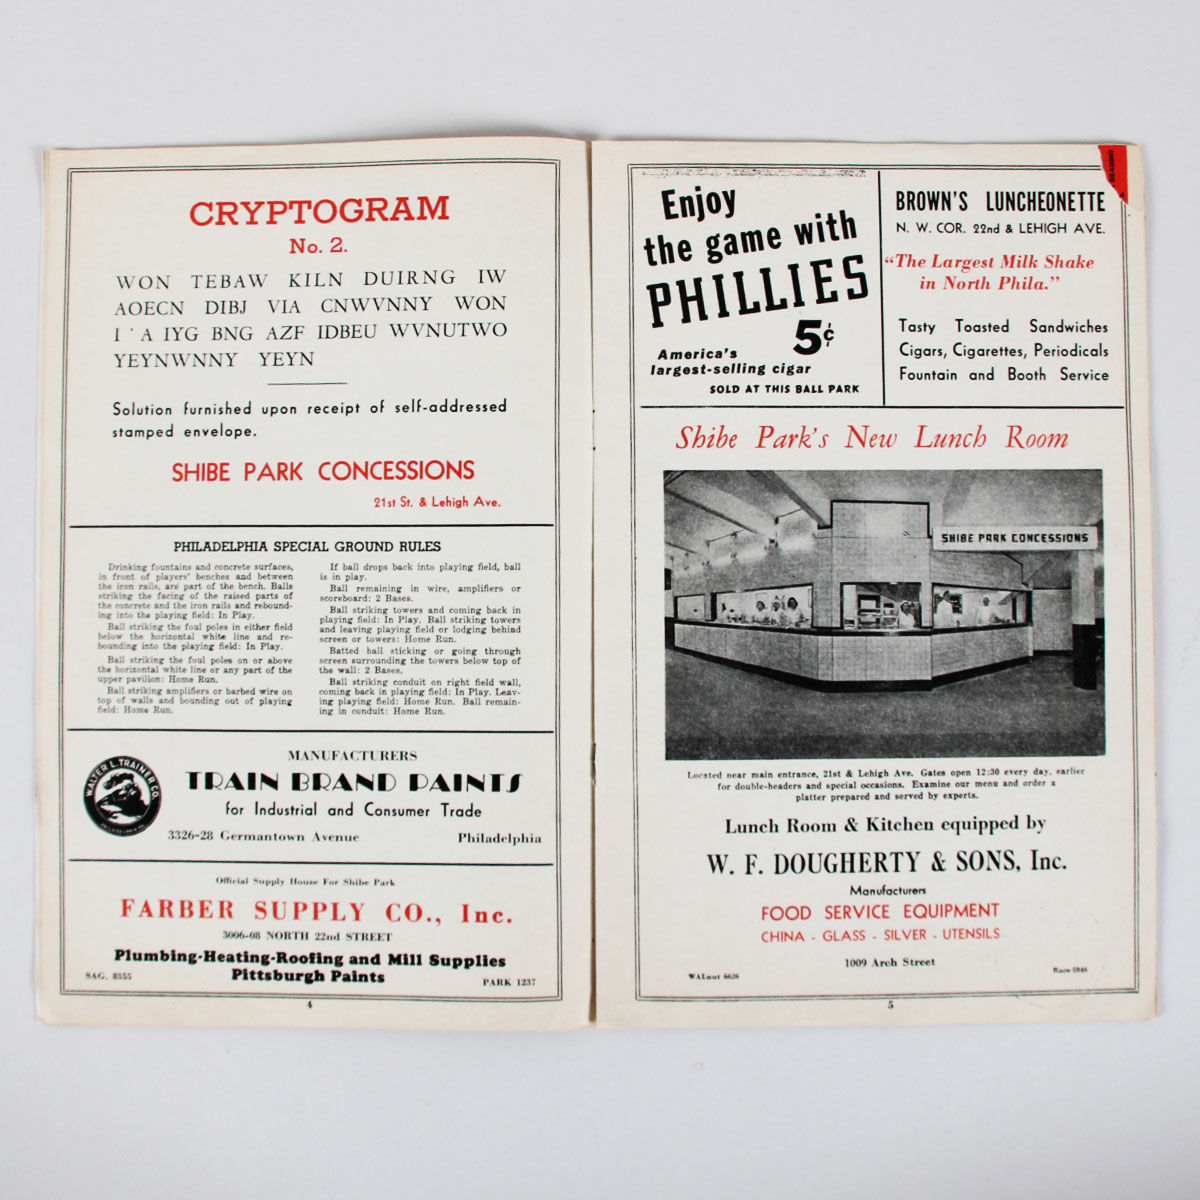 CRYPTOGRAM
No. 2.
WON TEBAW KILN DUIRNG IW
AOECN DIBJ VIA CNWVNNY WON
I'A IYG BNG AZF IDBEU WVNUTWO
YEYNWNNY YEYN
Solution furnished upon receipt of self-addressed
stamped envelope.
SHIBE PARK CONCESSIONS
21st St. & Lehigh Ave.
PHILADELPHIA SPECIAL GROUND RULES
Drinking fountains and concrete surfaces,
in front of players' benches and between
the iron rails, are part of the bench. Balls
striking the facing of the raised parts of
the concrete and the iron rails and rebound-
ing into the playing field: In Play.
Ball striking the foul poles in either field
below the horizontal white line and re-
bounding into the playing field: In Play.
Ball striking the foul poles on or above
the horizontal white line or any part of the
upper pavilion: Home Run.
Ball striking amplifiers or barbed wire on
top of walls and bounding out of playing
field: Home Run.
If ball drops back into playing field, ball
is in play.
Ball remaining in wire, amplifiers or
scoreboard: 2 Bases.
Ball striking towers and coming back in
playing field: In Play. Ball striking towers
and leaving playing field or lodging behind
screen or towers: Home Run.
Batted ball sticking or going through
screen surrounding the towers below top of
the wall: 2 Bases.
Ball striking conduit on right field wall,
coming back in playing field: In Play. Leav-
ing playing field: Home Run. Ball remain-
ing in conduit: Home Run.
WALTER L. TRAINER CO.
MANUFACTURERS
TRAIN BRAND PAINTS
for Industrial and Consumer Trade
3326-28 Germantown Avenue Philadelphia
Official Supply House For Shibe Park
FARBER SUPPLY CO., Inc.
3006-08 NORTH 22nd STREET
Plumbing-Heating-Roofing and Mill Supplies
Pittsburgh Paints
SAG. 8355 PARK 1237
4
Enjoy
the game with
PHILLIES
5¢
America's
largest-selling cigar
SOLD AT THIS BALL PARK
BROWN'S LUNCHEONETTE
N. W. COR. 22nd & LEHIGH AVE.
"The Largest Milk Shake
in North Phila."
Tasty Toasted Sandwiches
Cigars, Cigarettes, Periodicals
Fountain and Booth Service
DRAUGHT
Shibe Park's New Lunch Room
SHIBE PARK CONCESSIONS
Located near main entrance, 21st & Lehigh Ave. Gates open 12:30 every day, earlier
for double-headers and special occasions. Examine our menu and order a
platter prepared and served by experts.
Lunch Room & Kitchen equipped by
W. F. DOUGHERTY & SONS, Inc.
Manufacturers
FOOD SERVICE EQUIPMENT
CHINA - GLASS - SILVER - UTENSILS
1009 Arch Street
WALnut 6626
5